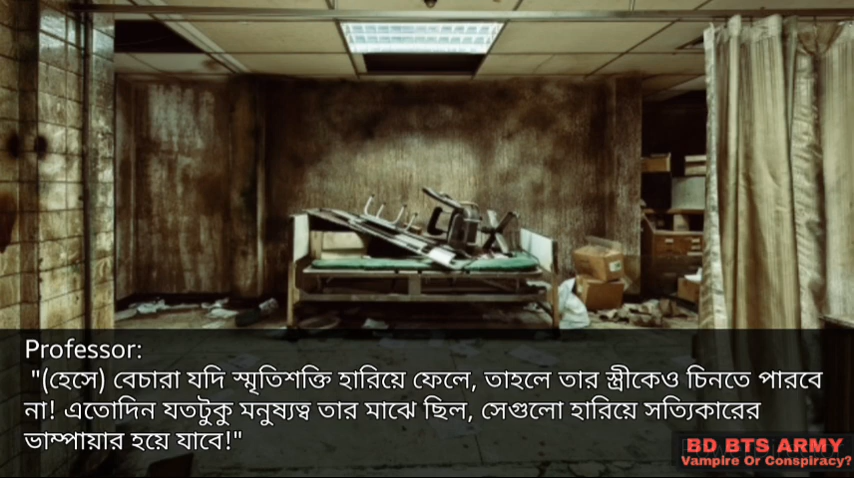 Professor:
"(হেসে) বেচারা যদি স্মৃতিশক্তি হারিয়ে ফেলে, তাহলে তার স্ত্রীকেও চিনতে পারবে
না! এতোদিন যতটুকু মনুষ্যত্ব তার মাঝে ছিল, সেগুলো হারিয়ে সত্যিকারের
ভাম্পায়ার হয়ে যাবে!"
BD BTS ARMY
Vampire Or Conspiracy?